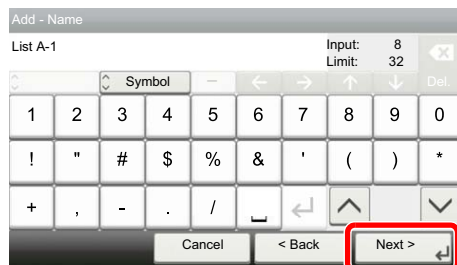 Add - Name
List A-1
Input: 8
Limit: 32
Symbol
Del.
1 2 3 4 5 6 7 8 9 0
! " # $ % & ' ( ) *
+ , - . / _
Cancel < Back Next >